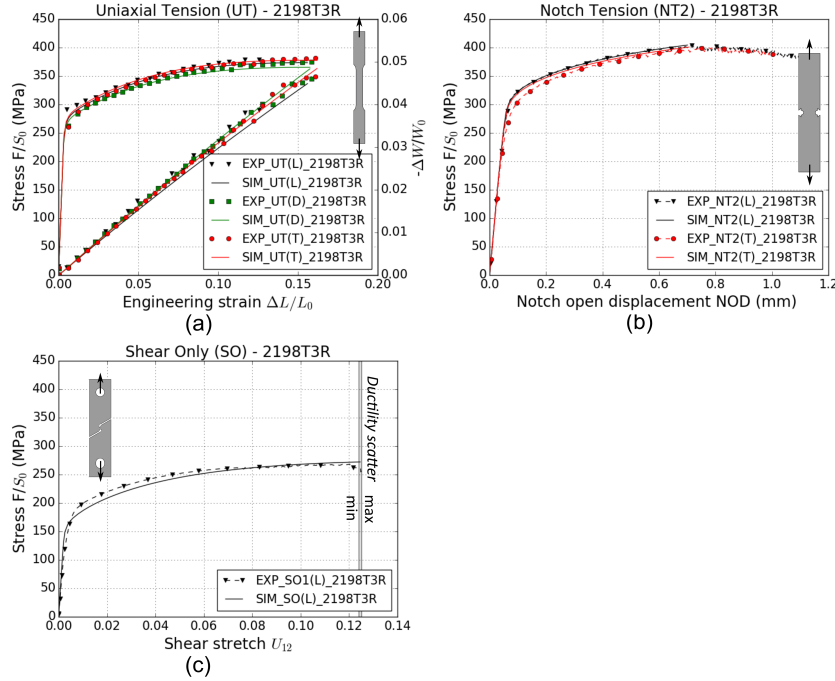 Uniaxial Tension (UT) - 2198T3R
450
400
350
300
250
200
150
100
50
0
Stress F/S₀ (MPa)
0.06
0.05
0.04
0.03
0.02
0.01
0.00
-ΔW/W₀
EXP_UT(L)_2198T3R
SIM_UT(L)_2198T3R
EXP_UT(D)_2198T3R
SIM_UT(D)_2198T3R
EXP_UT(T)_2198T3R
SIM_UT(T)_2198T3R
0.00 0.05 0.10 0.15 0.20
Engineering strain ΔL/L₀
(a)
Notch Tension (NT2) - 2198T3R
450
400
350
300
250
200
150
100
50
0
Stress F/S₀ (MPa)
EXP_NT2(L)_2198T3R
SIM_NT2(L)_2198T3R
EXP_NT2(T)_2198T3R
SIM_NT2(T)_2198T3R
0.0 0.2 0.4 0.6 0.8 1.0 1.2
Notch open displacement NOD (mm)
(b)
Shear Only (SO) - 2198T3R
450
400
350
300
250
200
150
100
50
0
Stress F/S₀ (MPa)
Ductility scatter
min
max
EXP_SO1(L)_2198T3R
SIM_SO(L)_2198T3R
0.00 0.02 0.04 0.06 0.08 0.10 0.12 0.14
Shear stretch U₁₂
(c)